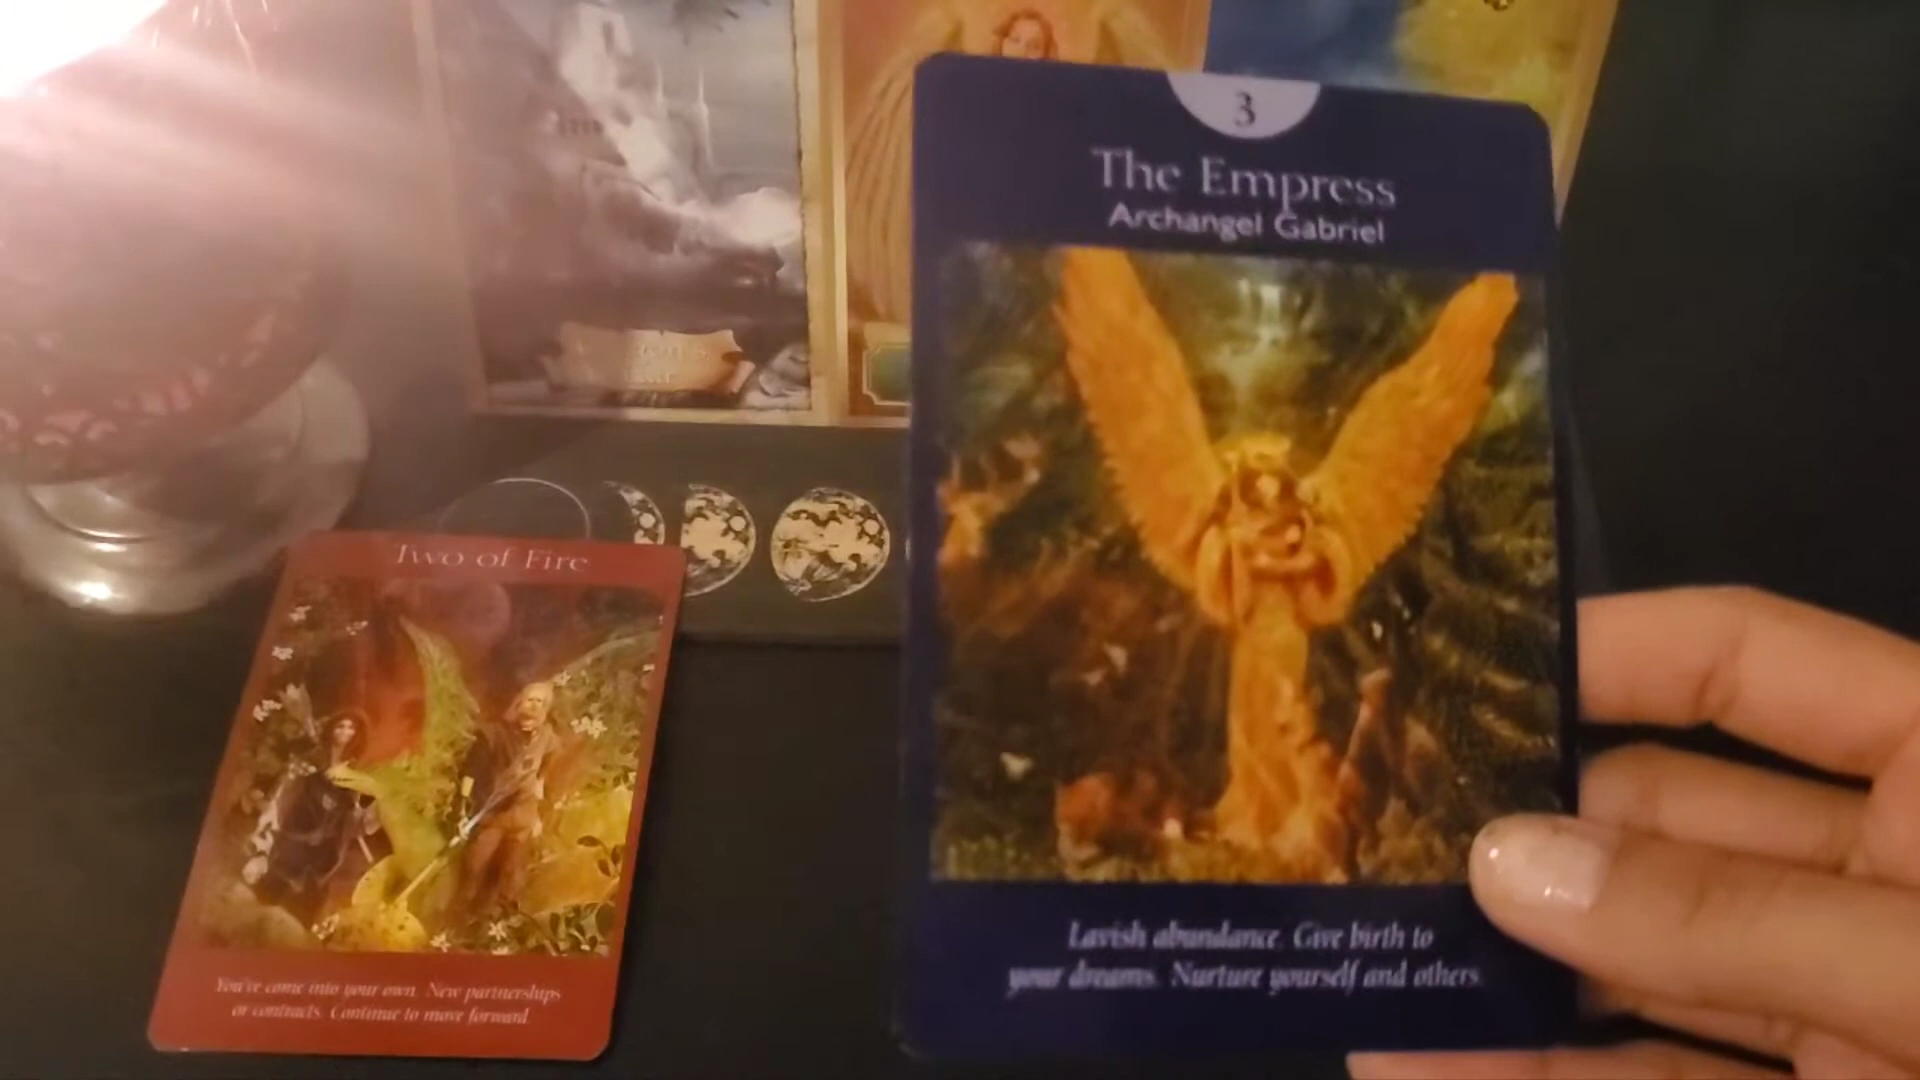 3
The Empress
Archangel Gabriel
Lavish abundance. Give birth to
your dreams. Nurture yourself and others.
Two of Fire
You've come into your own. New partnerships
or contracts. Continue to move forward.